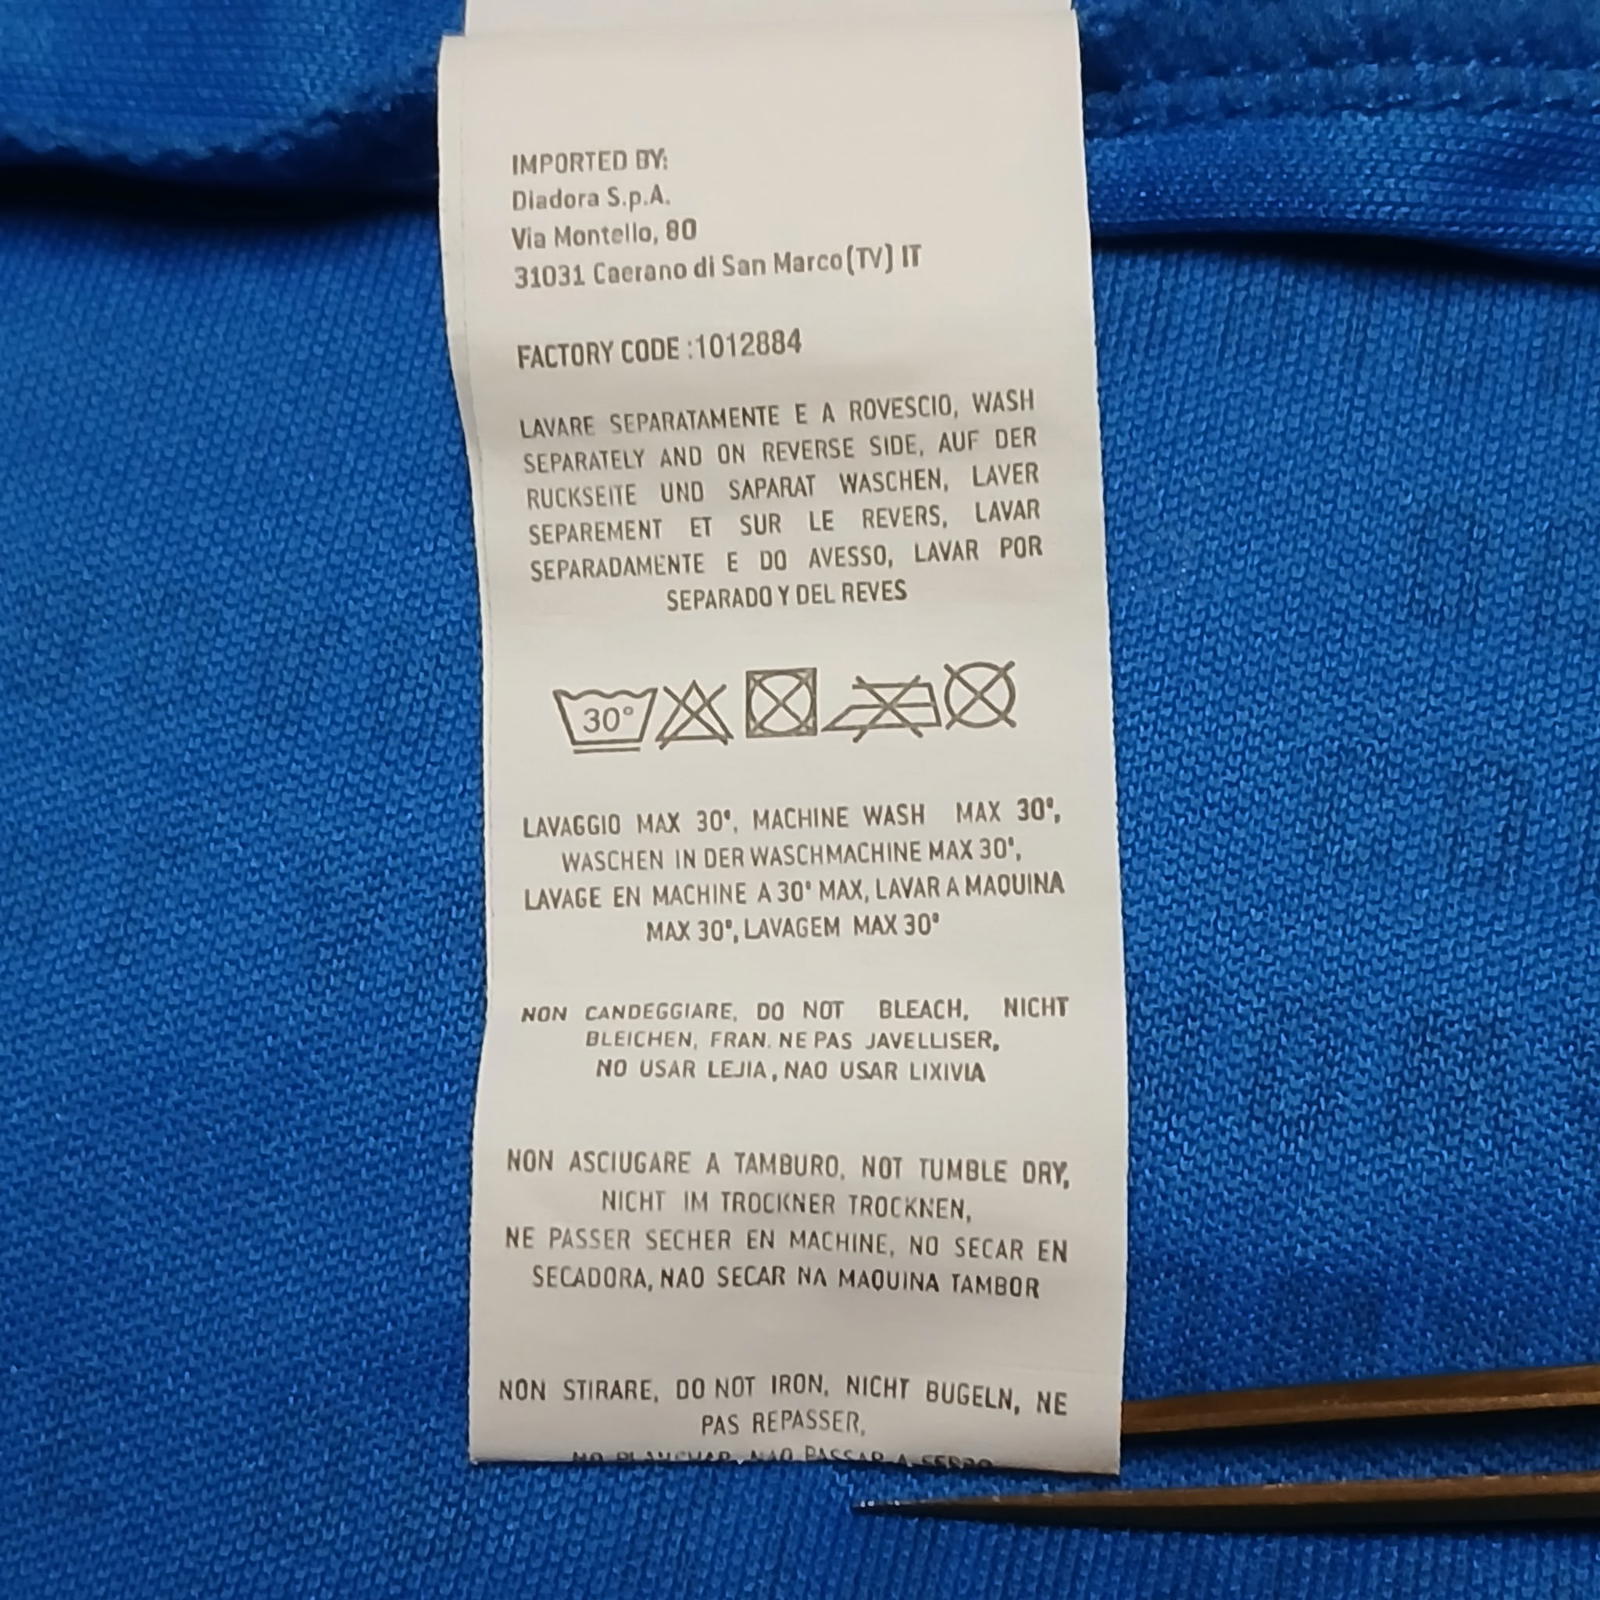 IMPORTED BY:
Diadora S.p.A.
Via Montello, 80
31031 Caerano di San Marco (TV) IT
FACTORY CODE :1012884
LAVARE SEPARATAMENTE E A ROVESCIO, WASH
SEPARATELY AND ON REVERSE SIDE, AUF DER
RUCKSEITE UND SAPARAT WASCHEN, LAVER
SEPAREMENT ET SUR LE REVERS, LAVAR
SEPARADAMENTE E DO AVESSO, LAVAR POR
SEPARADO Y DEL REVES
30°
LAVAGGIO MAX 30°, MACHINE WASH MAX 30°,
WASCHEN IN DER WASCHMACHINE MAX 30°,
LAVAGE EN MACHINE A 30° MAX, LAVAR A MAQUINA
MAX 30°, LAVAGEM MAX 30°
NON CANDEGGIARE, DO NOT BLEACH, NICHT
BLEICHEN, FRAN. NE PAS JAVELLISER,
NO USAR LEJIA, NAO USAR LIXIVIA
NON ASCIUGARE A TAMBURO, NOT TUMBLE DRY,
NICHT IM TROCKNER TROCKNEN,
NE PASSER SECHER EN MACHINE, NO SECAR EN
SECADORA, NAO SECAR NA MAQUINA TAMBOR
NON STIRARE, DO NOT IRON, NICHT BUGELN, NE
PAS REPASSER,
NO PLANCHAR, NAO PASSAR A FERRO